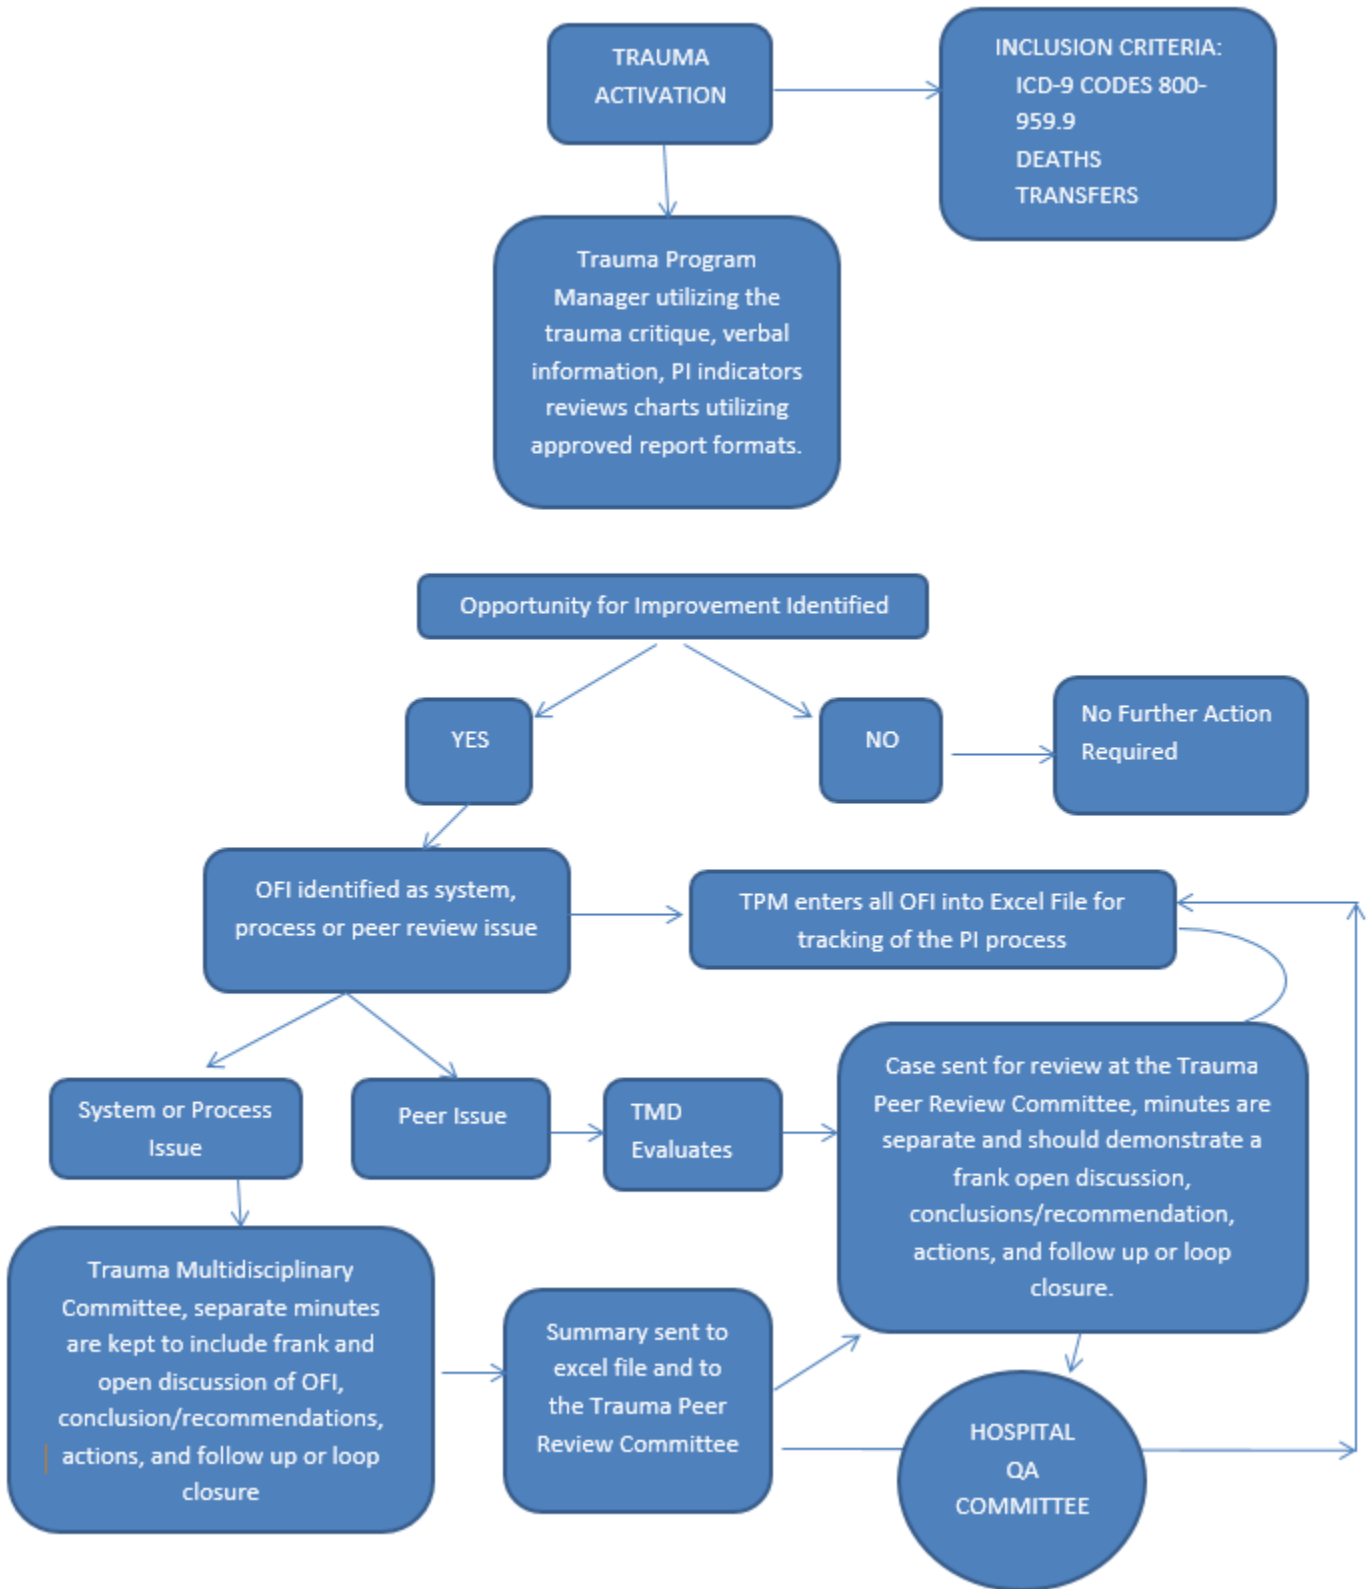 TRAUMA
ACTIVATION
INCLUSION CRITERIA:
ICD-9 CODES 800-
959.9
DEATHS
TRANSFERS
Trauma Program
Manager utilizing the
trauma critique, verbal
information, PI indicators
reviews charts utilizing
approved report formats.
Opportunity for Improvement Identified
YES
NO
No Further Action
Required
OFI identified as system,
process or peer review issue
TPM enters all OFI into Excel File for
tracking of the PI process
System or Process
Issue
Peer Issue
TMD
Evaluates
Case sent for review at the Trauma
Peer Review Committee, minutes are
separate and should demonstrate a
frank open discussion,
conclusions/recommendation,
actions, and follow up or loop
closure.
Trauma Multidisciplinary
Committee, separate minutes
are kept to include frank and
open discussion of OFI,
conclusion/recommendations,
actions, and follow up or loop
closure
Summary sent to
excel file and to
the Trauma Peer
Review Committee
HOSPITAL
QA
COMMITTEE